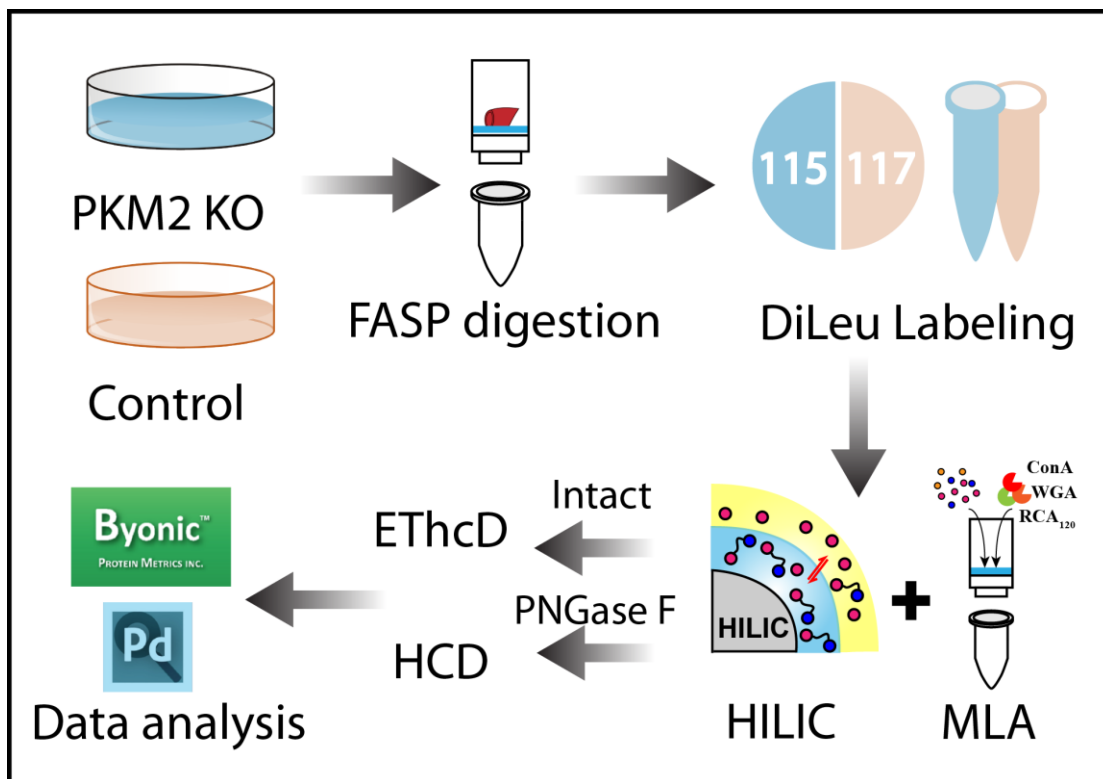 PKM2 KO
Control
FASP digestion
115 117
DiLeu Labeling
ConA
WGA
RCA₁₂₀
HILIC
HILIC
MLA
Intact
EThcD
PNGase F
HCD
Byonic™
PROTEIN METRICS INC.
Pd
Data analysis